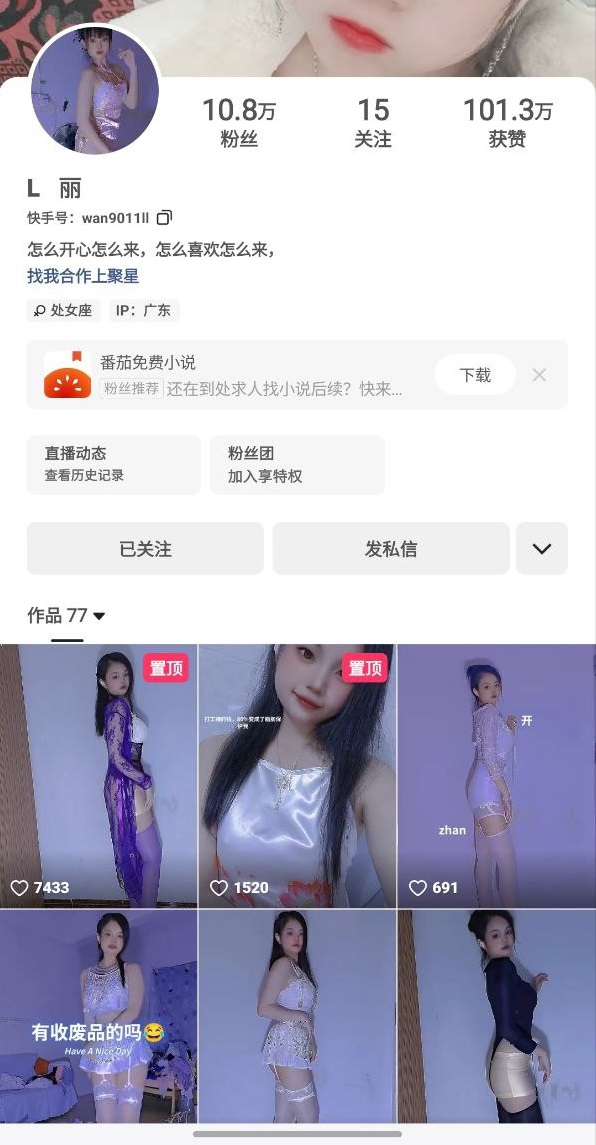 10.8万
15
101.3万
粉丝
关注
获赞
L 丽
快手号：wan9011ll
怎么开心怎么来，怎么喜欢怎么来，
找我合作上聚星
处女座
IP：广东
番茄免费小说
粉丝推荐 还在到处求人找小说后续？快来...
下载
直播动态
查看历史记录
粉丝团
加入享特权
已关注
发私信
作品 77
置顶
7433
置顶
1520
开
zhan
691
有收废品的吗😂
Have A Nice Day